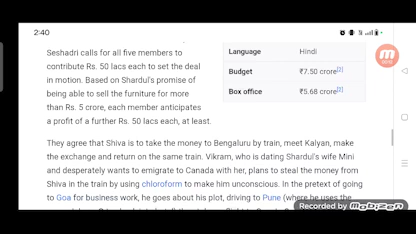 2:40
Seshadri calls for all five members to
contribute Rs. 50 lacs each to set the deal
in motion. Based on Shardul's promise of
being able to sell the furniture for more
than Rs. 5 crore, each member anticipates
a profit of a further Rs. 50 lacs each, at least.
Language Hindi
Budget ₹7.50 crore[2]
Box office ₹5.68 crore[2]
They agree that Shiva is to take the money to Bengaluru by train, meet Kalyan, make
the exchange and return on the same train. Vikram, who is dating Shardul's wife Mini
and desperately wants to emigrate to Canada with her, plans to steal the money from
Shiva in the train by using chloroform to make him unconscious. In the pretext of going
to Goa for business work, he goes about his plot, driving to Pune (where he uses the
Recorded by Mobizen